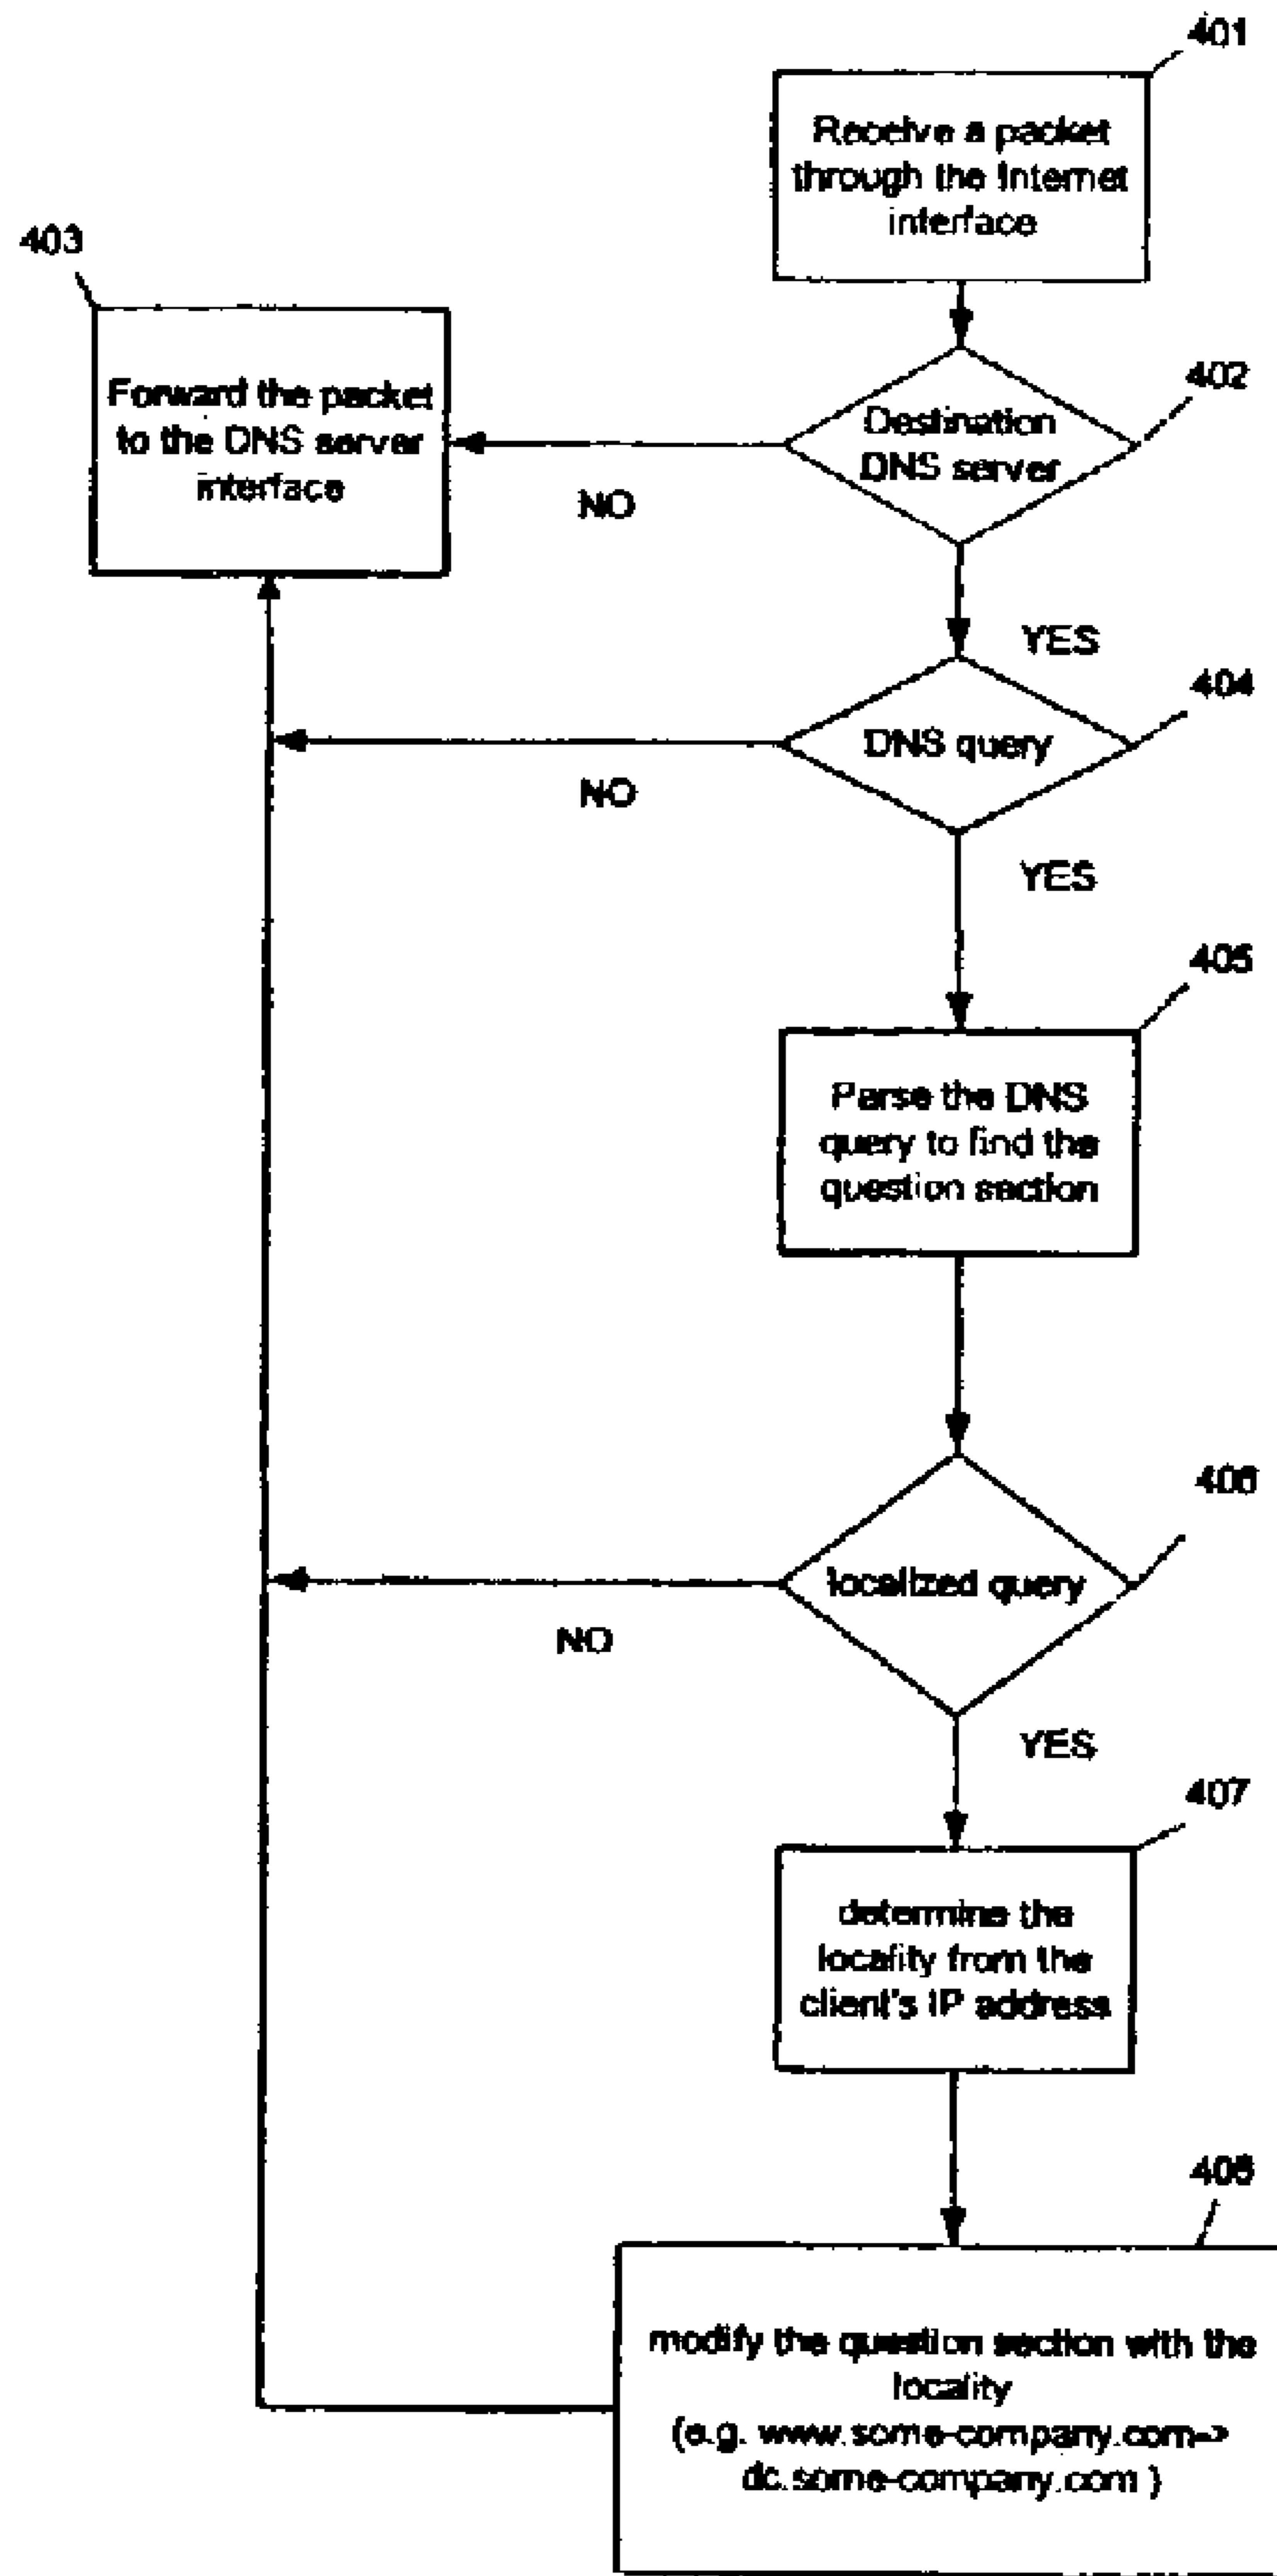 401
Receive a packet
through the Internet
interface
403
Forward the packet
to the DNS server
interface
402
Destination
DNS server
NO
YES
404
DNS query
NO
YES
405
Parse the DNS
query to find the
question section
406
localized query
NO
YES
407
determine the
locality from the
client's IP address
408
modify the question section with the
locality
(e.g. www.some-company.com->
dc.some-company.com )